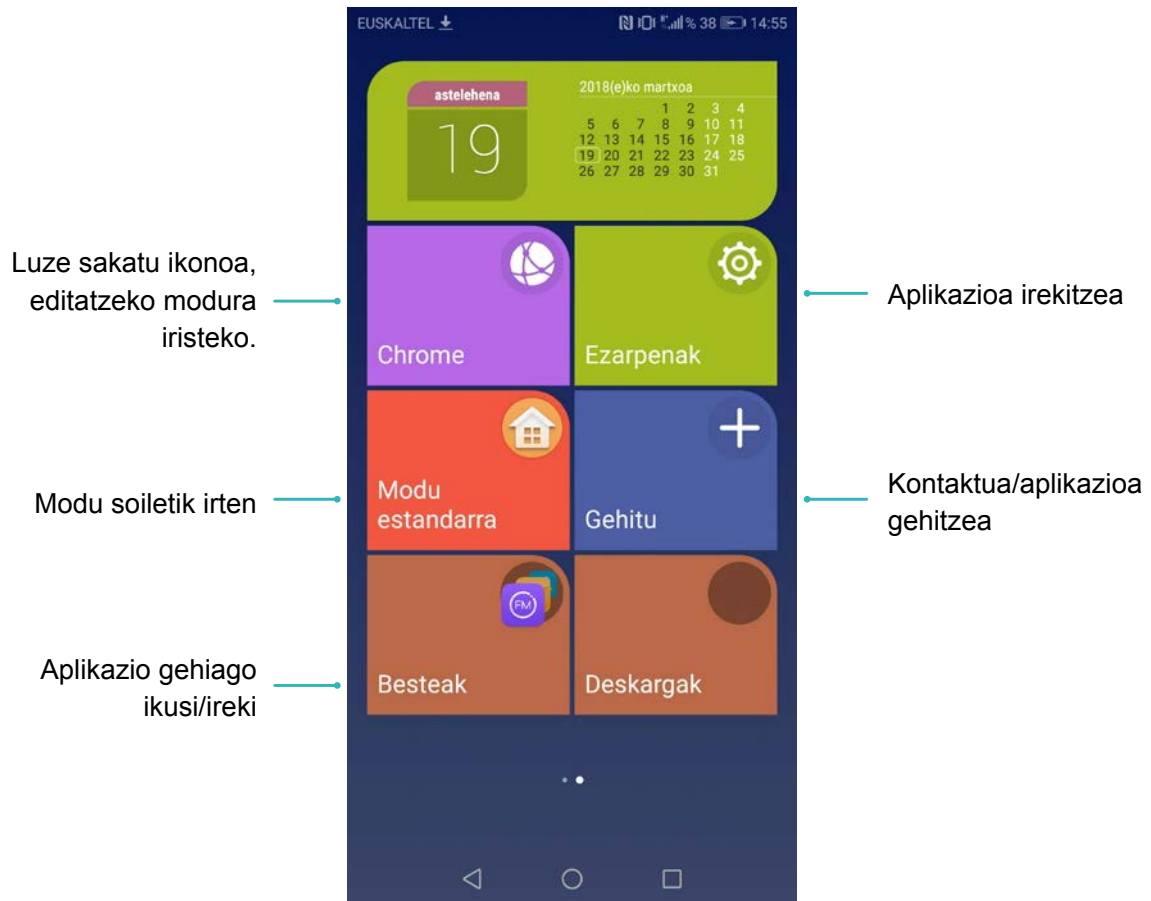 EUSKALTEL % 38 14:55
astelehena
19
2018(e)ko martxoa
1 2 3 4
5 6 7 8 9 10 11
12 13 14 15 16 17 18
19 20 21 22 23 24 25
26 27 28 29 30 31
Luze sakatu ikonoa,
editatzeko modura
iristeko.
Chrome
Ezarpenak
Aplikazioa irekitzea
Modu soiletik irten
Modu
estandarra
Gehitu
Kontaktua/aplikazioa
gehitzea
Aplikazio gehiago
ikusi/ireki
FM
Besteak
Deskargak